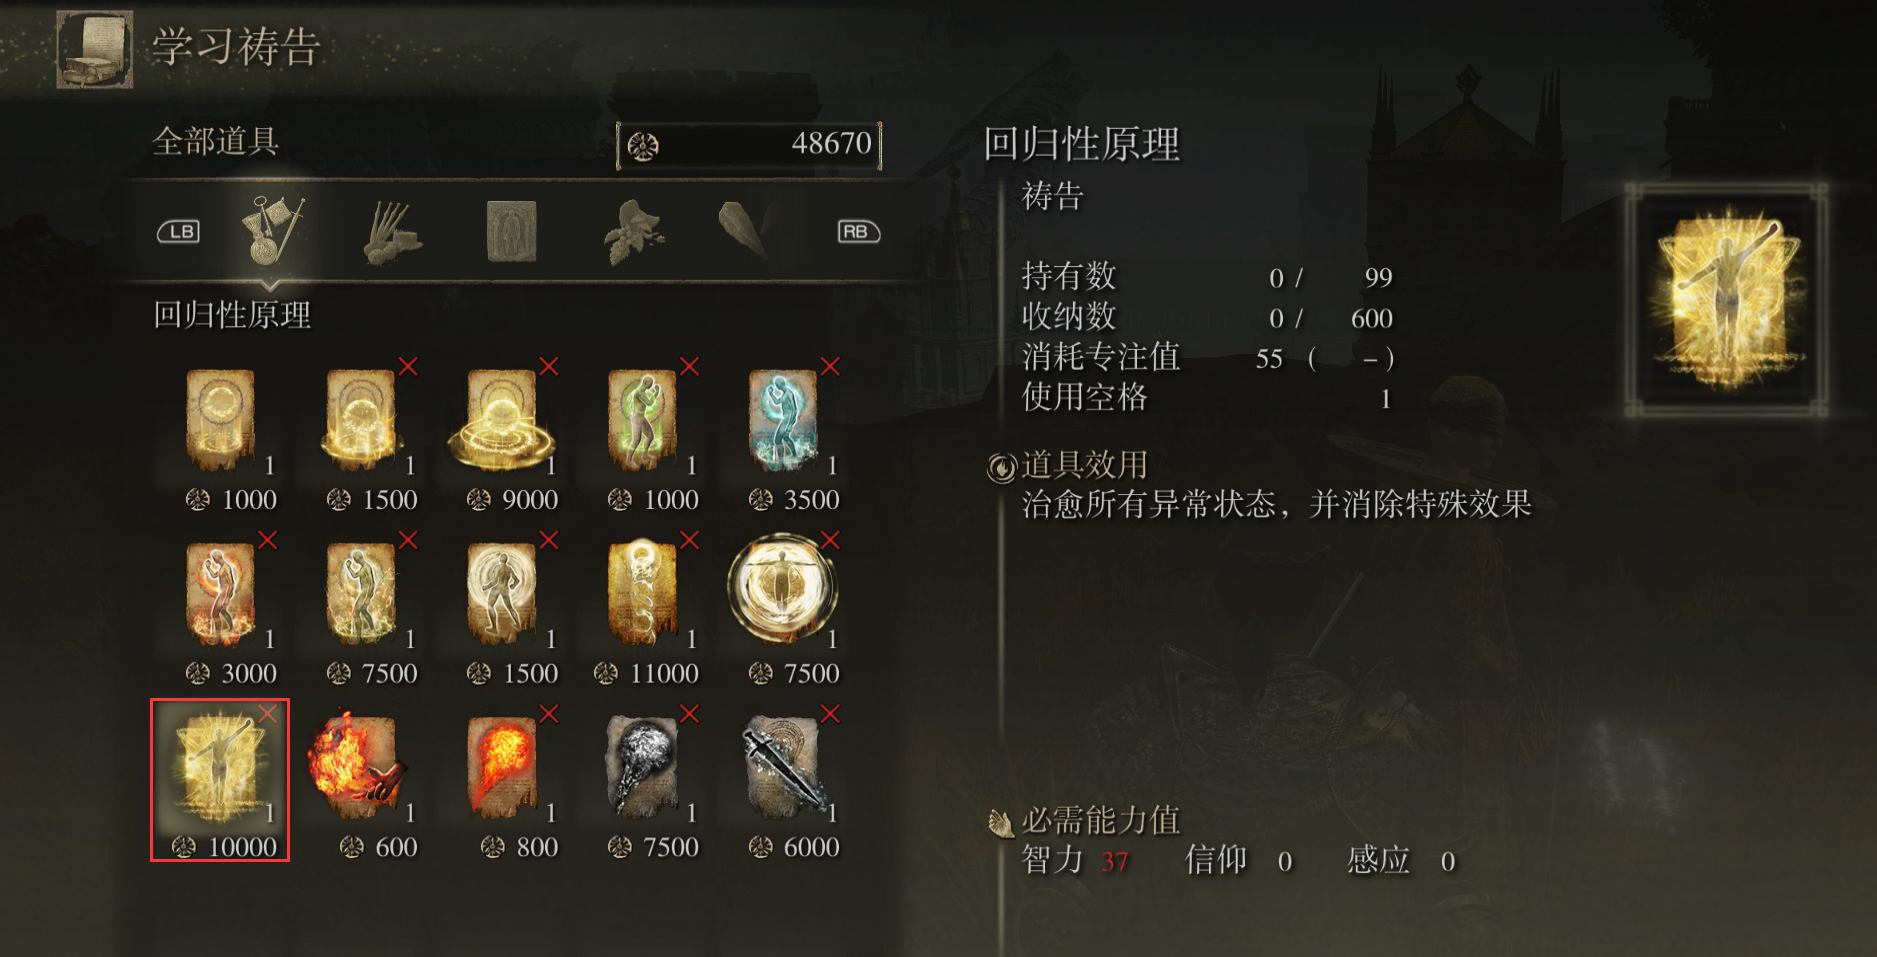 学习祷告
全部道具
48670
LB
RB
回归性原理
1 1 1 1 1
1000 1500 9000 1000 3500
1 1 1 1 1
3000 7500 1500 11000 7500
1 1 1 1 1
10000 600 800 7500 6000
回归性原理
祷告
持有数 0 / 99
收纳数 0 / 600
消耗专注值 55 ( – )
使用空格 1
道具效用
治愈所有异常状态，并消除特殊效果
必需能力值
智力 37 信仰 0 感应 0